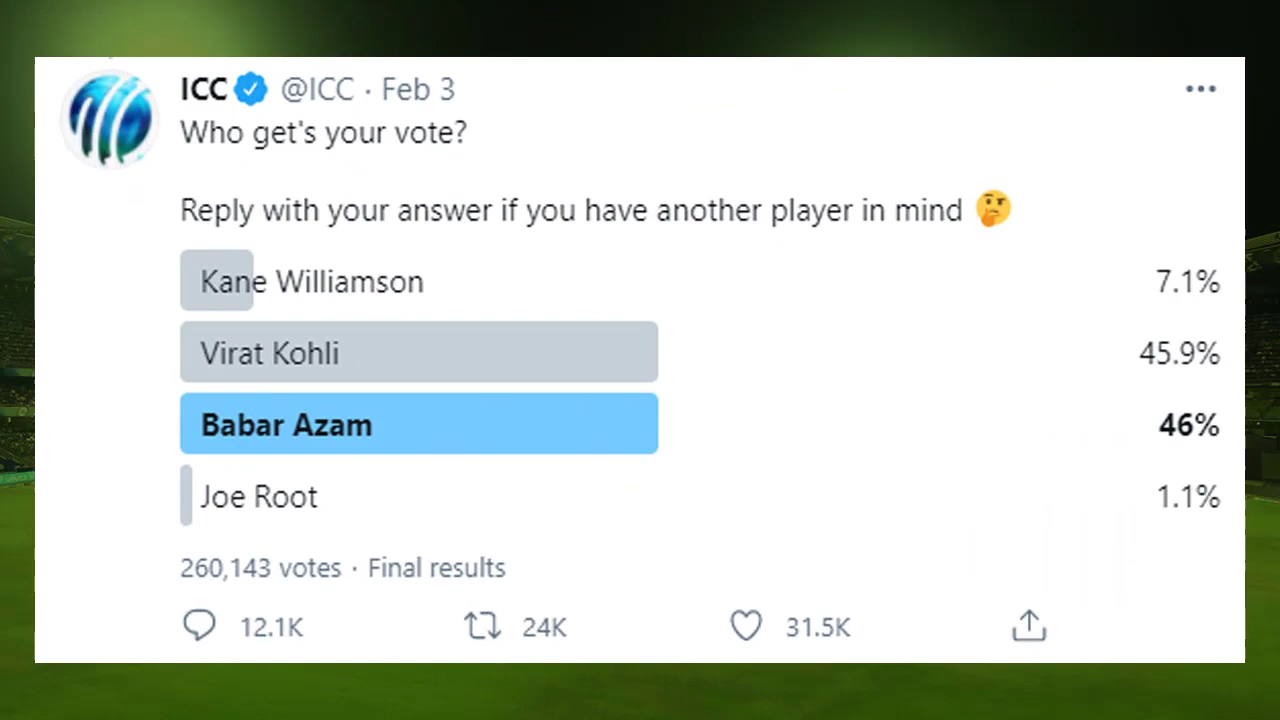 ICC @ICC · Feb 3
Who get's your vote?
Reply with your answer if you have another player in mind 🤔
Kane Williamson 7.1%
Virat Kohli 45.9%
Babar Azam 46%
Joe Root 1.1%
260,143 votes · Final results
12.1K 24K 31.5K